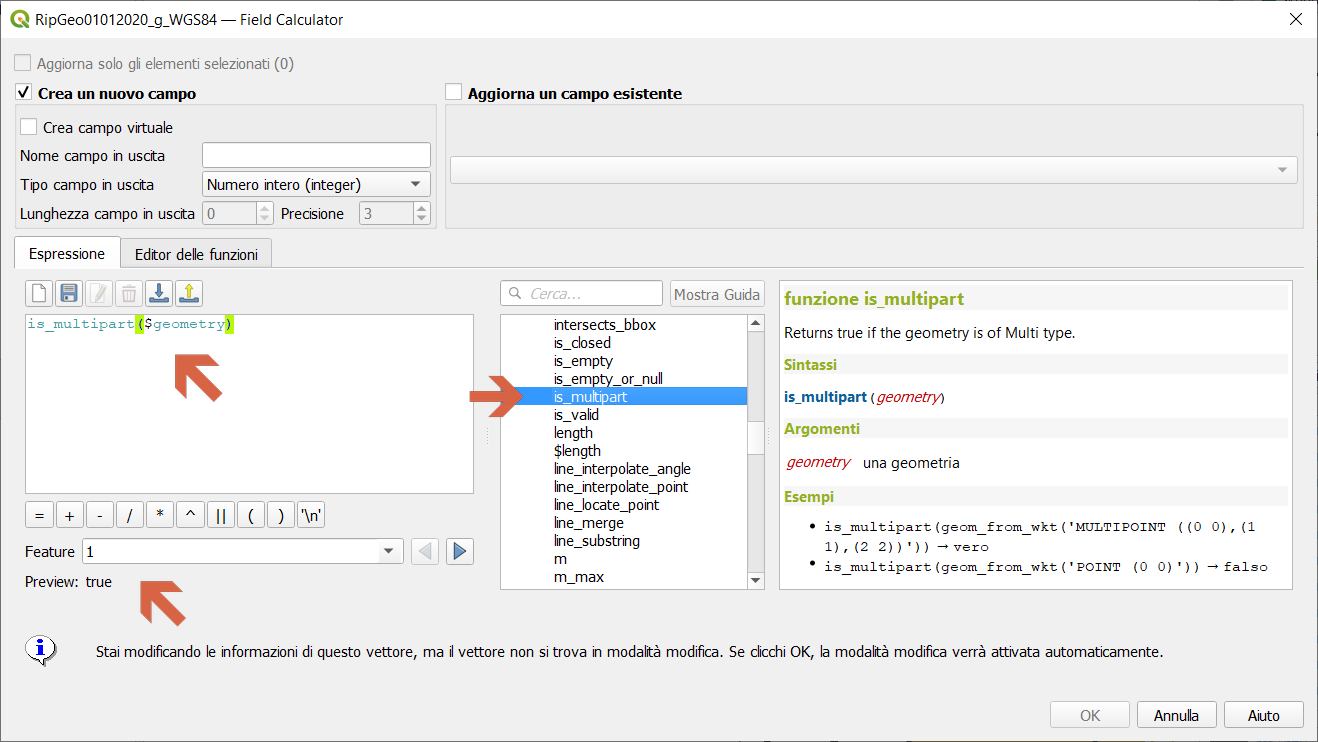 RipGeo01012020_g_WGS84 — Field Calculator
Aggiorna solo gli elementi selezionati (0)
Crea un nuovo campo
Aggiorna un campo esistente
Crea campo virtuale
Nome campo in uscita
Tipo campo in uscita Numero intero (integer)
Lunghezza campo in uscita 0 Precisione 3
Espressione Editor delle funzioni
Cerca... Mostra Guida
is_multipart($geometry)
= + - / * ^ || ( ) '\n'
Feature 1
Preview: true
intersects_bbox
is_closed
is_empty
is_empty_or_null
is_multipart
is_valid
length
$length
line_interpolate_angle
line_interpolate_point
line_locate_point
line_merge
line_substring
m
m_max
funzione is_multipart
Returns true if the geometry is of Multi type.
Sintassi
is_multipart(geometry)
Argomenti
geometry una geometria
Esempi
• is_multipart(geom_from_wkt('MULTIPOINT ((0 0),(1
1),(2 2))')) → vero
• is_multipart(geom_from_wkt('POINT (0 0)')) → falso
Stai modificando le informazioni di questo vettore, ma il vettore non si trova in modalità modifica. Se clicchi OK, la modalità modifica verrà attivata automaticamente.
OK Annulla Aiuto